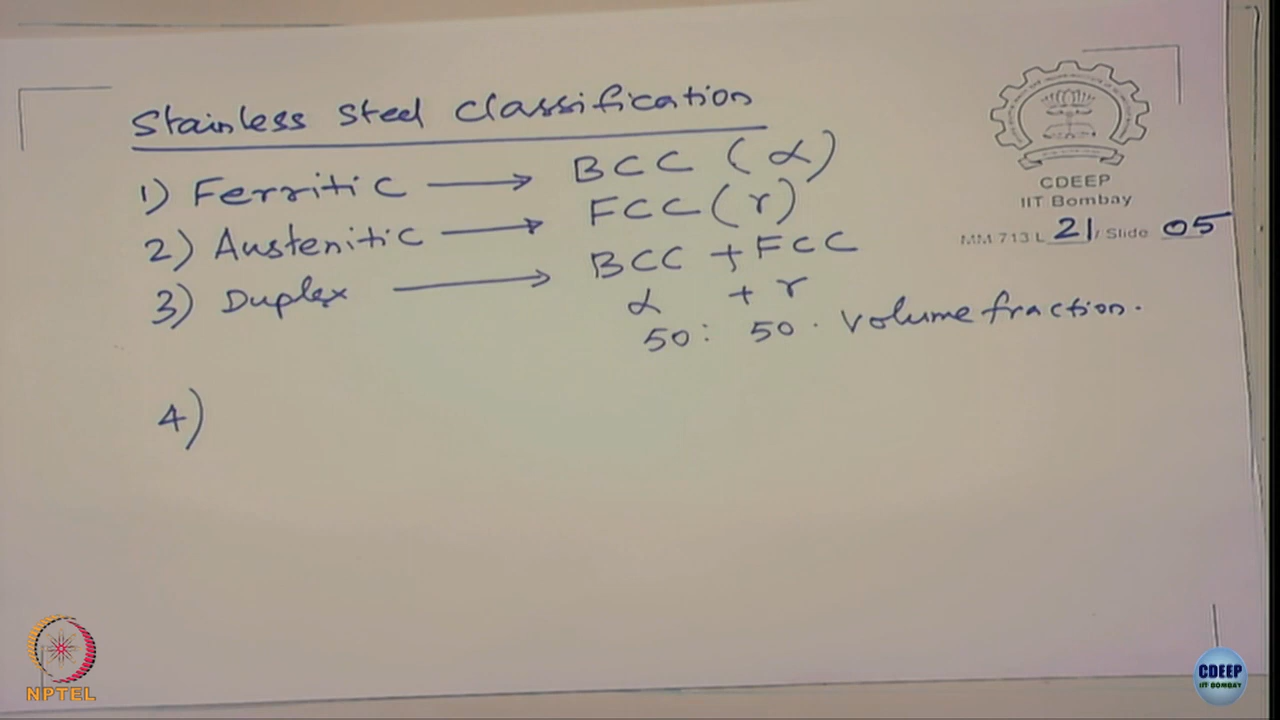 Stainless Steel Classification
1) Ferritic → BCC (α)
2) Austenitic → FCC (γ)
3) Duplex → BCC + FCC
α + γ
50 : 50 . Volume fraction.
4)
CDEEP
IIT Bombay
MM 713 L 21 / Slide 05
NPTEL
CDEEP
IIT BOMBAY